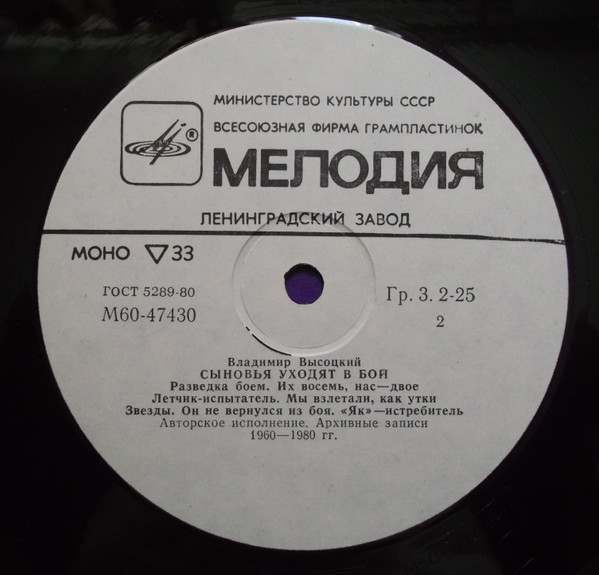 МИНИСТЕРСТВО КУЛЬТУРЫ СССР
ВСЕСОЮЗНАЯ ФИРМА ГРАМПЛАСТИНОК
®
МЕЛОДИЯ
ЛЕНИНГРАДСКИЙ ЗАВОД
МОНО ▽ 33
ГОСТ 5289-80
Гр. 3. 2-25
М60-47430
2
Владимир Высоцкий
СЫНОВЬЯ УХОДЯТ В БОЙ
Разведка боем. Их восемь, нас—двое
Летчик-испытатель. Мы взлетали, как утки
Звезды. Он не вернулся из боя. «Як»—истребитель
Авторское исполнение. Архивные записи
1960—1980 гг.